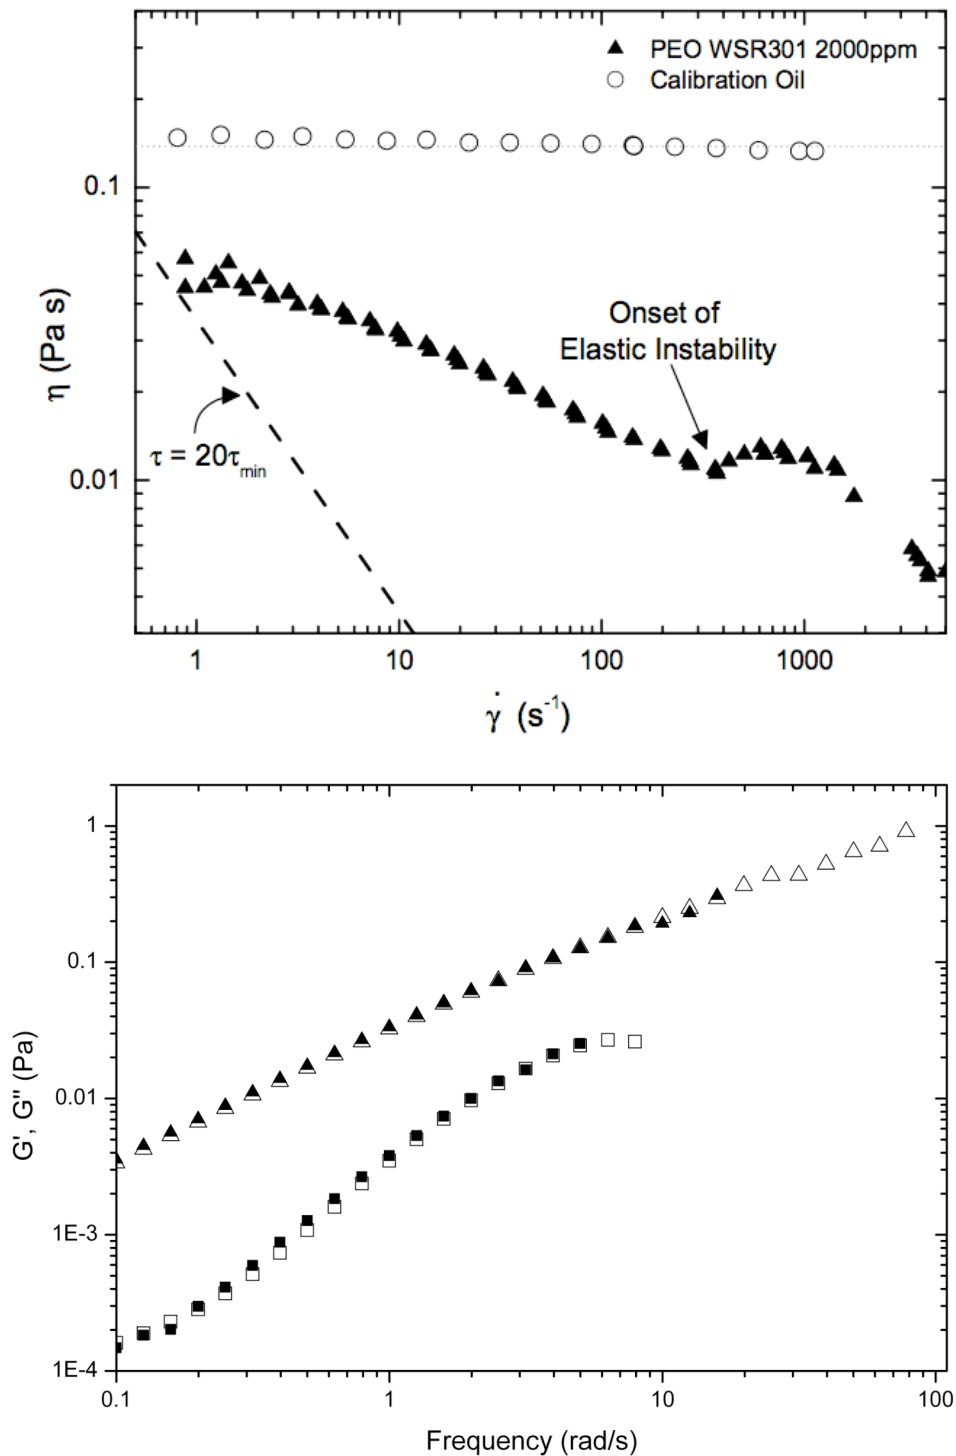 PEO WSR301 2000ppm
Calibration Oil
0.1
Onset of
Elastic Instability
η (Pa s)
τ = 20τmin
0.01
1
10
100
1000
γ̇ (s⁻¹)
1
0.1
G', G'' (Pa)
0.01
1E-3
1E-4
0.1
1
10
100
Frequency (rad/s)